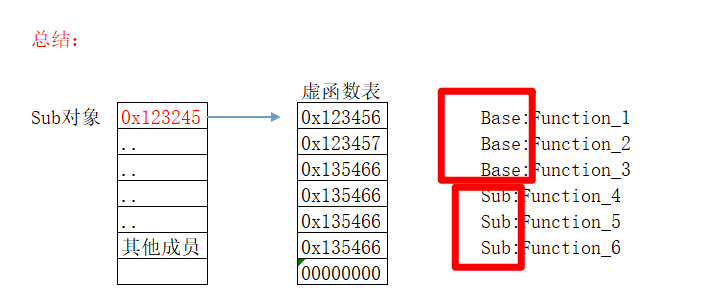 总结：
虚函数表
Sub对象 0x123245 0x123456 Base:Function_1
.. 0x123457 Base:Function_2
.. 0x135466 Base:Function_3
.. 0x135466 Sub:Function_4
.. 0x135466 Sub:Function_5
其他成员 0x135466 Sub:Function_6
00000000